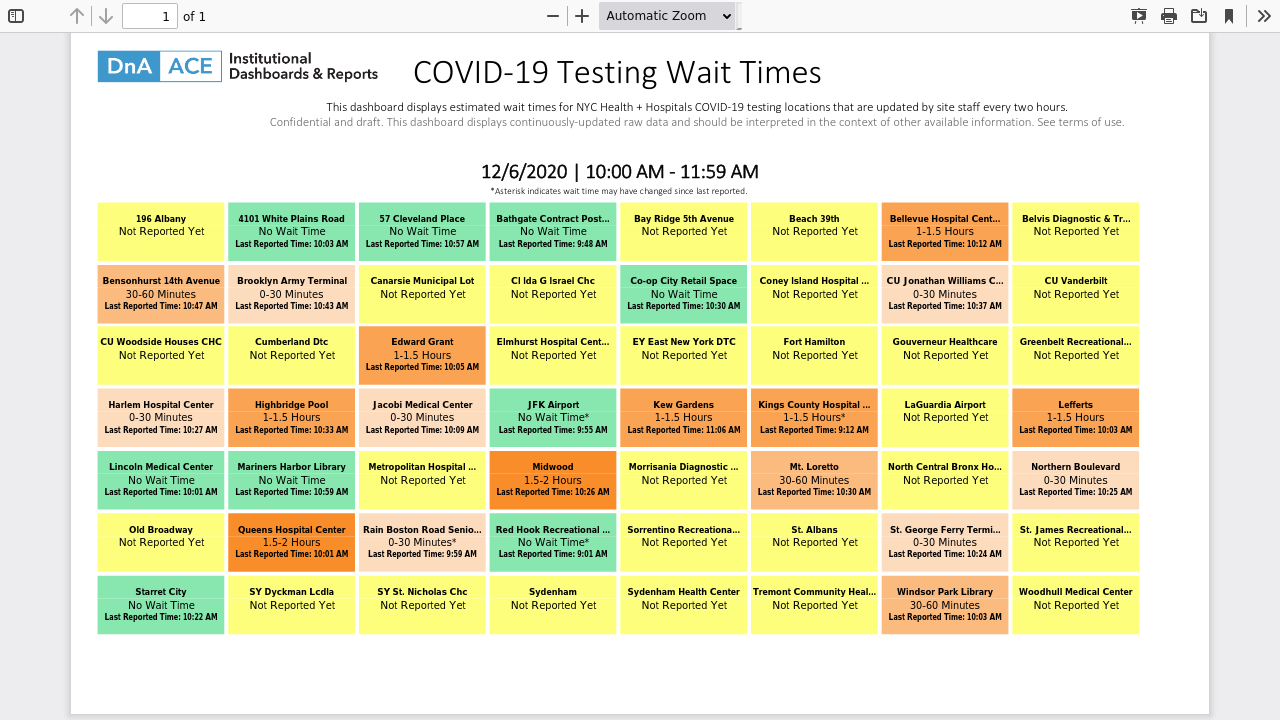 1 of 1
Automatic Zoom
DnA ACE Institutional
Dashboards & Reports
COVID-19 Testing Wait Times
This dashboard displays estimated wait times for NYC Health + Hospitals COVID-19 testing locations that are updated by site staff every two hours.
Confidential and draft. This dashboard displays continuously-updated raw data and should be interpreted in the context of other available information. See terms of use.
12/6/2020 | 10:00 AM - 11:59 AM
*Asterisk indicates wait time may have changed since last reported.
196 Albany
Not Reported Yet
4101 White Plains Road
No Wait Time
Last Reported Time: 10:03 AM
57 Cleveland Place
No Wait Time
Last Reported Time: 10:57 AM
Bathgate Contract Post...
No Wait Time
Last Reported Time: 9:48 AM
Bay Ridge 5th Avenue
Not Reported Yet
Beach 39th
Not Reported Yet
Bellevue Hospital Cent...
1-1.5 Hours
Last Reported Time: 10:12 AM
Belvis Diagnostic & Tr...
Not Reported Yet
Bensonhurst 14th Avenue
30-60 Minutes
Last Reported Time: 10:47 AM
Brooklyn Army Terminal
0-30 Minutes
Last Reported Time: 10:43 AM
Canarsie Municipal Lot
Not Reported Yet
CI Ida G Israel Chc
Not Reported Yet
Co-op City Retail Space
No Wait Time
Last Reported Time: 10:30 AM
Coney Island Hospital ...
Not Reported Yet
CU Jonathan Williams C...
0-30 Minutes
Last Reported Time: 10:37 AM
CU Vanderbilt
Not Reported Yet
CU Woodside Houses CHC
Not Reported Yet
Cumberland Dtc
Not Reported Yet
Edward Grant
1-1.5 Hours
Last Reported Time: 10:05 AM
Elmhurst Hospital Cent...
Not Reported Yet
EY East New York DTC
Not Reported Yet
Fort Hamilton
Not Reported Yet
Gouverneur Healthcare
Not Reported Yet
Greenbelt Recreational...
Not Reported Yet
Harlem Hospital Center
0-30 Minutes
Last Reported Time: 10:27 AM
Highbridge Pool
1-1.5 Hours
Last Reported Time: 10:33 AM
Jacobi Medical Center
0-30 Minutes
Last Reported Time: 10:09 AM
JFK Airport
No Wait Time*
Last Reported Time: 9:55 AM
Kew Gardens
1-1.5 Hours
Last Reported Time: 11:06 AM
Kings County Hospital ...
1-1.5 Hours*
Last Reported Time: 9:12 AM
LaGuardia Airport
Not Reported Yet
Lefferts
1-1.5 Hours
Last Reported Time: 10:03 AM
Lincoln Medical Center
No Wait Time
Last Reported Time: 10:01 AM
Mariners Harbor Library
No Wait Time
Last Reported Time: 10:59 AM
Metropolitan Hospital ...
Not Reported Yet
Midwood
1.5-2 Hours
Last Reported Time: 10:26 AM
Morrisania Diagnostic ...
Not Reported Yet
Mt. Loretto
30-60 Minutes
Last Reported Time: 10:30 AM
North Central Bronx Ho...
Not Reported Yet
Northern Boulevard
0-30 Minutes
Last Reported Time: 10:25 AM
Old Broadway
Not Reported Yet
Queens Hospital Center
1.5-2 Hours
Last Reported Time: 10:01 AM
Rain Boston Road Senio...
0-30 Minutes*
Last Reported Time: 9:59 AM
Red Hook Recreational ...
No Wait Time*
Last Reported Time: 9:01 AM
Sorrentino Recreationa...
Not Reported Yet
St. Albans
Not Reported Yet
St. George Ferry Termi...
0-30 Minutes
Last Reported Time: 10:24 AM
St. James Recreational...
Not Reported Yet
Starret City
No Wait Time
Last Reported Time: 10:22 AM
SY Dyckman Lcdla
Not Reported Yet
SY St. Nicholas Chc
Not Reported Yet
Sydenham
Not Reported Yet
Sydenham Health Center
Not Reported Yet
Tremont Community Heal...
Not Reported Yet
Windsor Park Library
30-60 Minutes
Last Reported Time: 10:03 AM
Woodhull Medical Center
Not Reported Yet